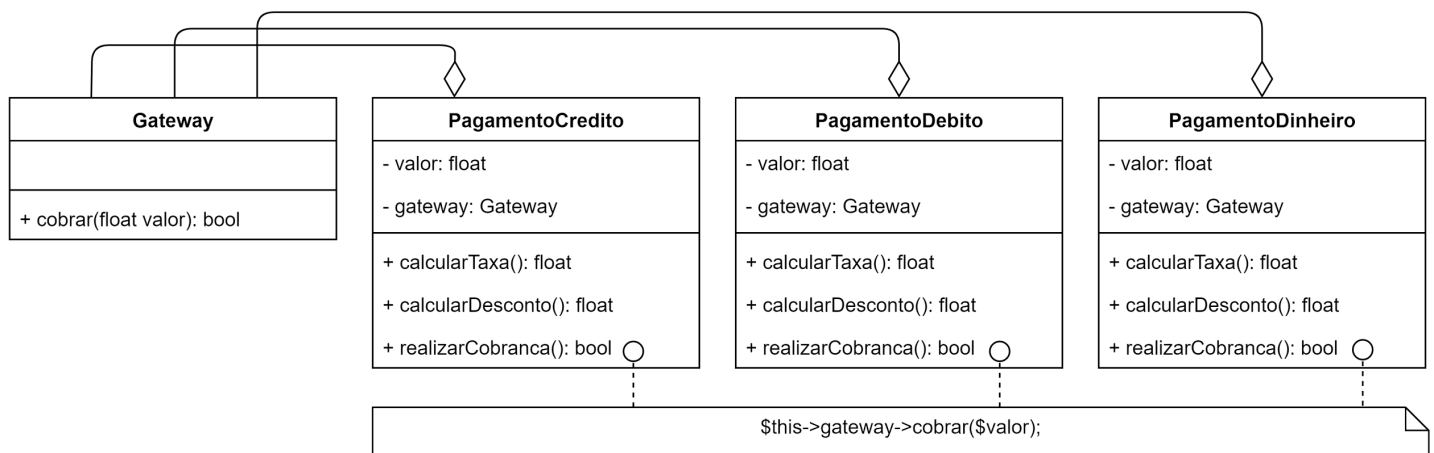 Gateway
+ cobrar(float valor): bool
PagamentoCredito
- valor: float
- gateway: Gateway
+ calcularTaxa(): float
+ calcularDesconto(): float
+ realizarCobranca(): bool
PagamentoDebito
- valor: float
- gateway: Gateway
+ calcularTaxa(): float
+ calcularDesconto(): float
+ realizarCobranca(): bool
PagamentoDinheiro
- valor: float
- gateway: Gateway
+ calcularTaxa(): float
+ calcularDesconto(): float
+ realizarCobranca(): bool
$this->gateway->cobrar($valor);